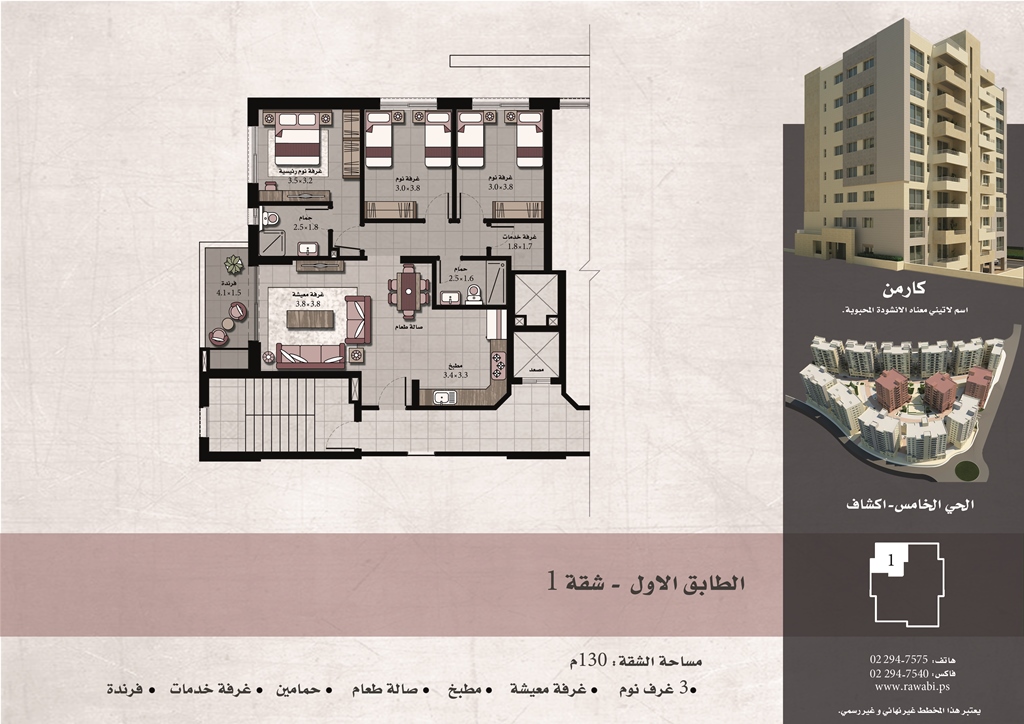 غرفة نوم رئيسية
3.5×3.2
غرفة نوم
3.0×3.8
غرفة نوم
3.0×3.8
حمام
2.5×1.8
غرفة خدمات
1.8×1.7
حمام
2.5×1.6
فرندة
4.1×1.5
غرفة معيشة
3.8×3.8
صالة طعام
مطبخ
3.4×3.3
مصعد
كارمن
اسم لاتيني معناه الانشودة المحبوبة.
الحي الخامس-اكشاف
1
الطابق الاول - شقة 1
مساحة الشقة: 130م
•3 غرف نوم • غرفة معيشة • مطبخ • صالة طعام • حمامين • غرفة خدمات • فرندة
هاتف: 02 294-7575
فاكس: 02 294-7540
www.rawabi.ps
يعتبر هذا المخطط غير نهائي و غير رسمي.